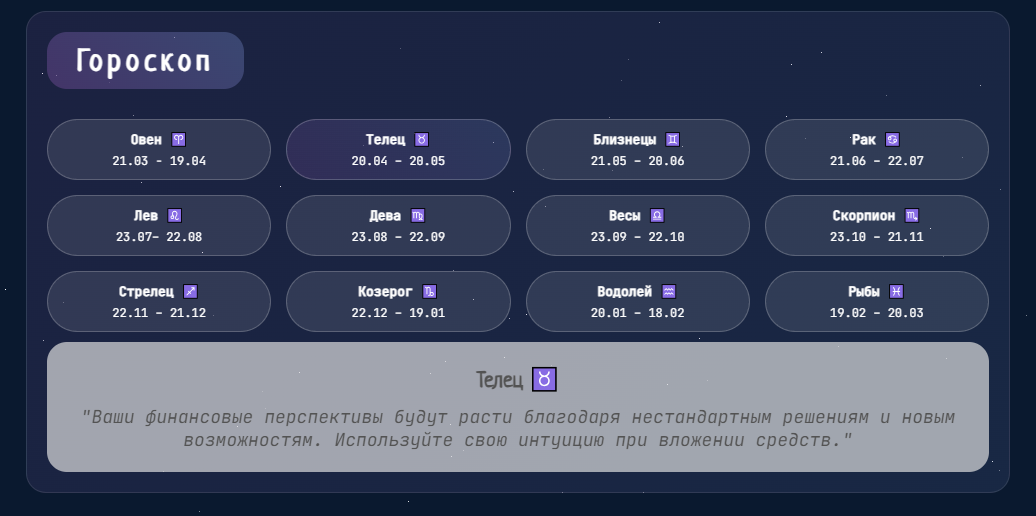 Гороскоп
Овен ♈
21.03 - 19.04
Телец ♉
20.04 - 20.05
Близнецы ♊
21.05 - 20.06
Рак ♋
21.06 - 22.07
Лев ♌
23.07- 22.08
Дева ♍
23.08 - 22.09
Весы ♎
23.09 - 22.10
Скорпион ♏
23.10 - 21.11
Стрелец ♐
22.11 - 21.12
Козерог ♑
22.12 - 19.01
Водолей ♒
20.01 - 18.02
Рыбы ♓
19.02 - 20.03
Телец ♉
"Ваши финансовые перспективы будут расти благодаря нестандартным решениям и новым
возможностям. Используйте свою интуицию при вложении средств."